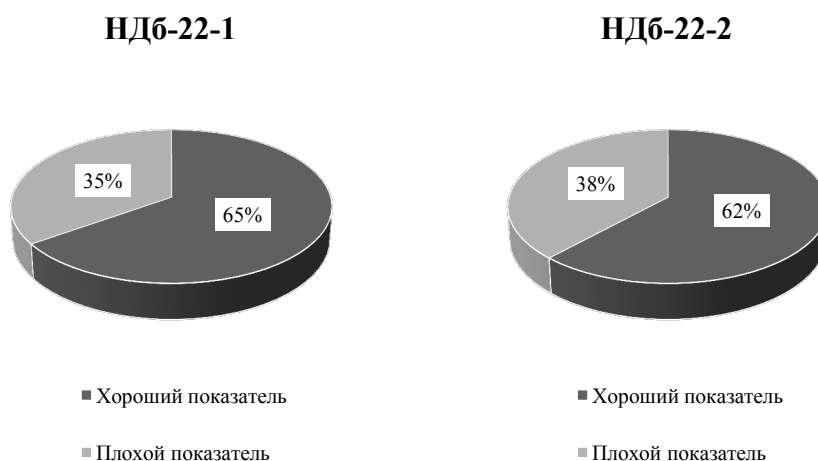 НДб-22-1
35%
65%
Хороший показатель
Плохой показатель
НДб-22-2
38%
62%
Хороший показатель
Плохой показатель